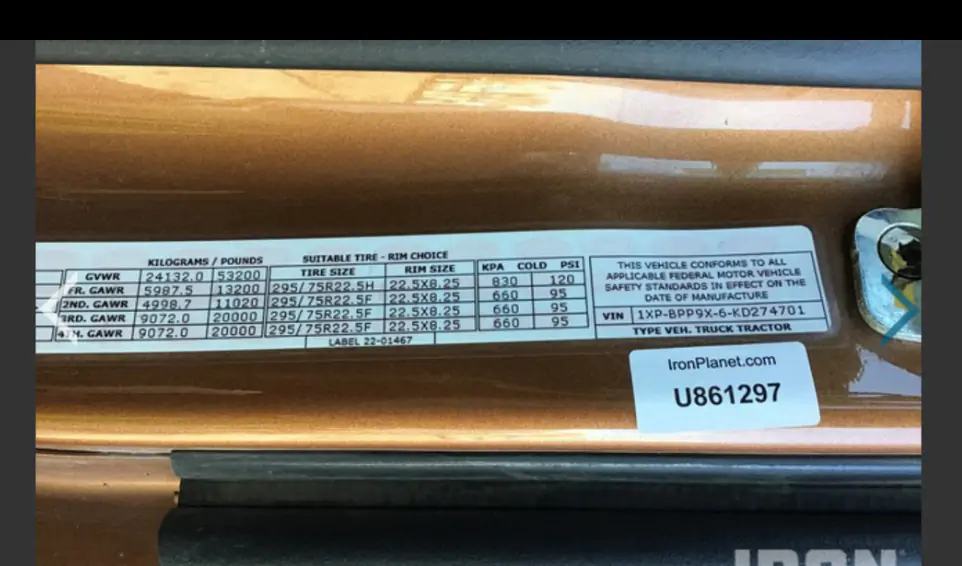 KILOGRAMS / POUNDS SUITABLE TIRE - RIM CHOICE
TIRE SIZE RIM SIZE KPA COLD PSI
GVWR 24132.0 53200
FR. GAWR 5987.5 13200 295/75R22.5H 22.5X8.25 830 120
2ND. GAWR 4998.7 11020 295/75R22.5F 22.5X8.25 660 95
3RD. GAWR 9072.0 20000 295/75R22.5F 22.5X8.25 660 95
4TH. GAWR 9072.0 20000 295/75R22.5F 22.5X8.25 660 95
LABEL 22-01467
THIS VEHICLE CONFORMS TO ALL
APPLICABLE FEDERAL MOTOR VEHICLE
SAFETY STANDARDS IN EFFECT ON THE
DATE OF MANUFACTURE
VIN 1XP-BPP9X-6-KD274701
TYPE VEH. TRUCK TRACTOR
IronPlanet.com
U861297
IRON